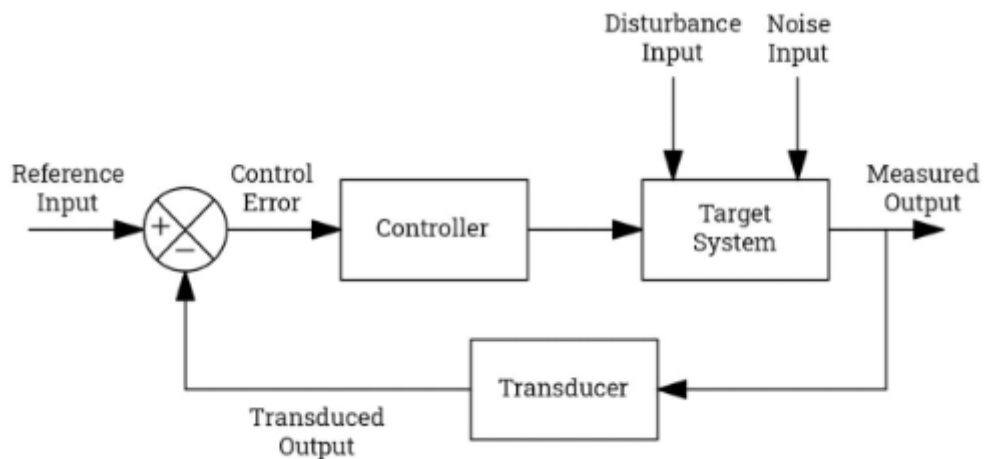 Disturbance
Input
Noise
Input
Reference
Input
Control
Error
Measured
Output
+
−
Controller
Target
System
Transducer
Transduced
Output